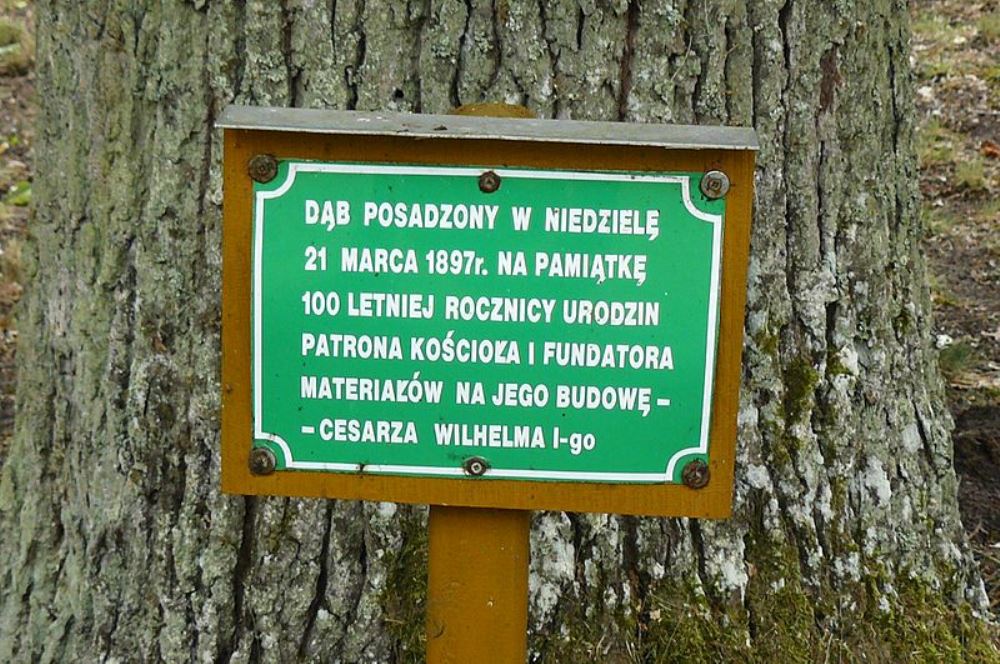 DĄB POSADZONY W NIEDZIELĘ
21 MARCA 1897r. NA PAMIĄTKĘ
100 LETNIEJ ROCZNICY URODZIN
PATRONA KOŚCIOŁA I FUNDATORA
MATERIAŁÓW NA JEGO BUDOWĘ -
- CESARZA WILHELMA I-go